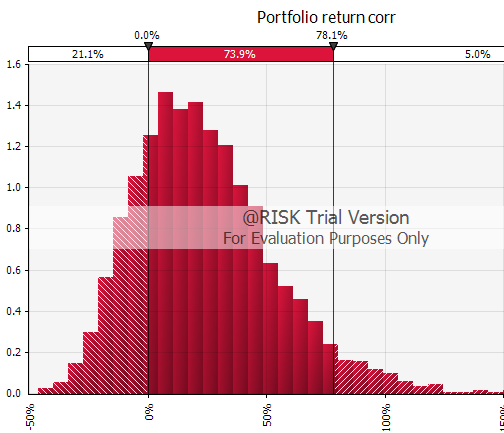 Portfolio return corr
0.0% 78.1%
21.1% 73.9% 5.0%
1.6
1.4
1.2
1.0
@RISK Trial Version
0.8
For Evaluation Purposes Only
0.6
0.4
0.2
0.0
-50% 0% 50% 100% 150%